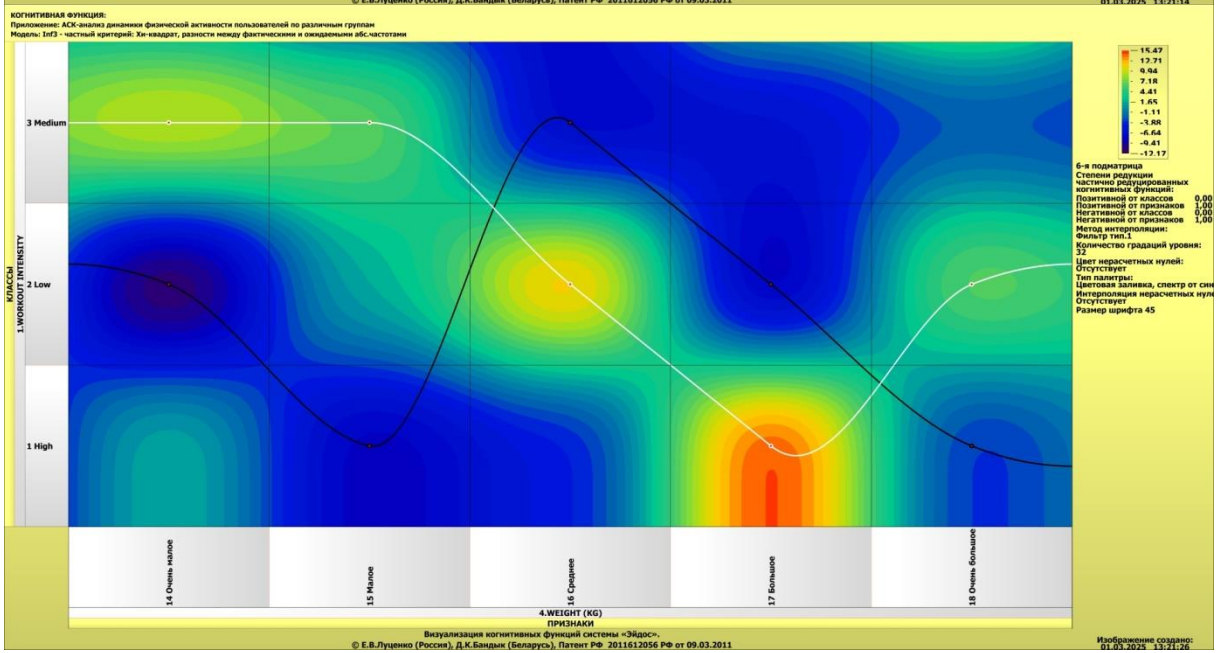 © Е.В.Луценко (Россия), Д.К.Бандык (Беларусь), Патент РФ 2011612056 РФ от 09.03.2011
01.03.2025 13:21:14
КОГНИТИВНАЯ ФУНКЦИЯ:
Приложение: АСК-анализ динамики физической активности пользователей по различным группам
Модель: Inf3 - частный критерий: Хи-квадрат, разности между фактическими и ожидаемыми абс.частотами
15.47
12.71
9.94
7.18
4.41
1.65
-1.11
-3.88
-6.64
-9.41
-12.17
6-я подматрица
Степени редукции
частично редуцированных
когнитивных функций:
Позитивной от классов 0,00
Позитивной от признаков 1,00
Негативной от классов 0,00
Негативной от признаков 1,00
Метод интерполяции:
Фильтр тип.1
Количество градаций уровня:
32
Цвет нерасчетных нулей:
Отсутствует
Тип палитры:
Цветовая заливка, спектр от син
Интерполяция нерасчетных нуле
Отсутствует
Размер шрифта 45
КЛАССЫ
1.WORKOUT INTENSITY
3 Medium
2 Low
1 High
14 Очень малое
15 Малое
16 Среднее
17 Большое
18 Очень большое
4.WEIGHT (KG)
ПРИЗНАКИ
Визуализация когнитивных функций системы «Эйдос».
© Е.В.Луценко (Россия), Д.К.Бандык (Беларусь), Патент РФ 2011612056 РФ от 09.03.2011
Изображение создано:
01.03.2025 13:21:26